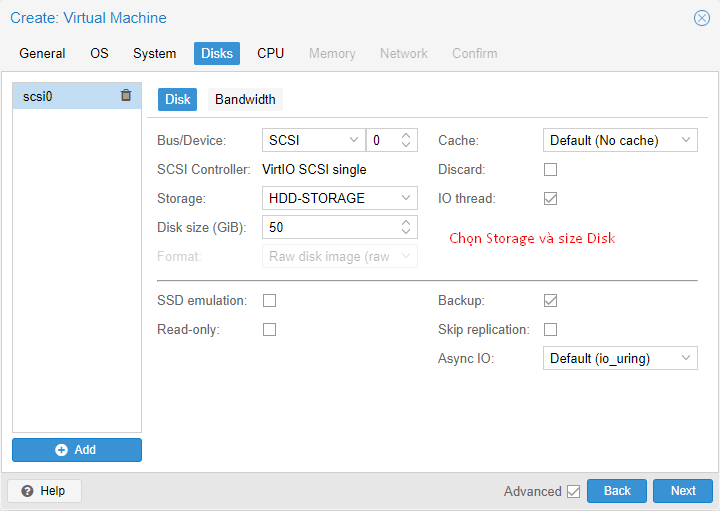 Create: Virtual Machine
General OS System Disks CPU Memory Network Confirm
scsi0
Disk Bandwidth
Bus/Device: SCSI 0 Cache: Default (No cache)
SCSI Controller: VirtIO SCSI single Discard:
Storage: HDD-STORAGE IO thread:
Disk size (GiB): 50
Chọn Storage và size Disk
Format: Raw disk image (raw
SSD emulation: Backup:
Read-only: Skip replication:
Async IO: Default (io_uring)
Add
Help Advanced Back Next